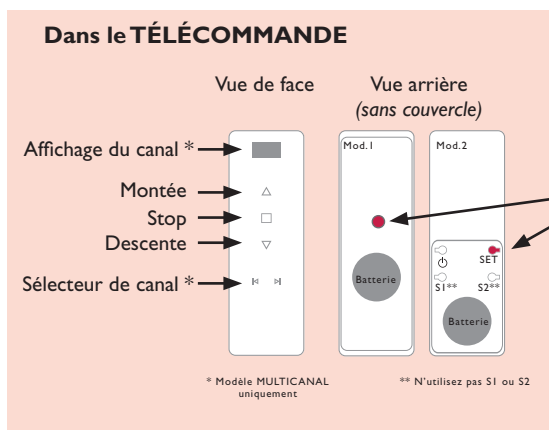 Dans le TÉLÉCOMMANDE
Vue de face
Vue arrière
(sans couvercle)
Affichage du canal *
Montée
Stop
Descente
Sélecteur de canal *
Mod.1
Batterie
Mod.2
SET
S1** S2**
Batterie
* Modèle MULTICANAL
uniquement
** N'utilisez pas S1 ou S2